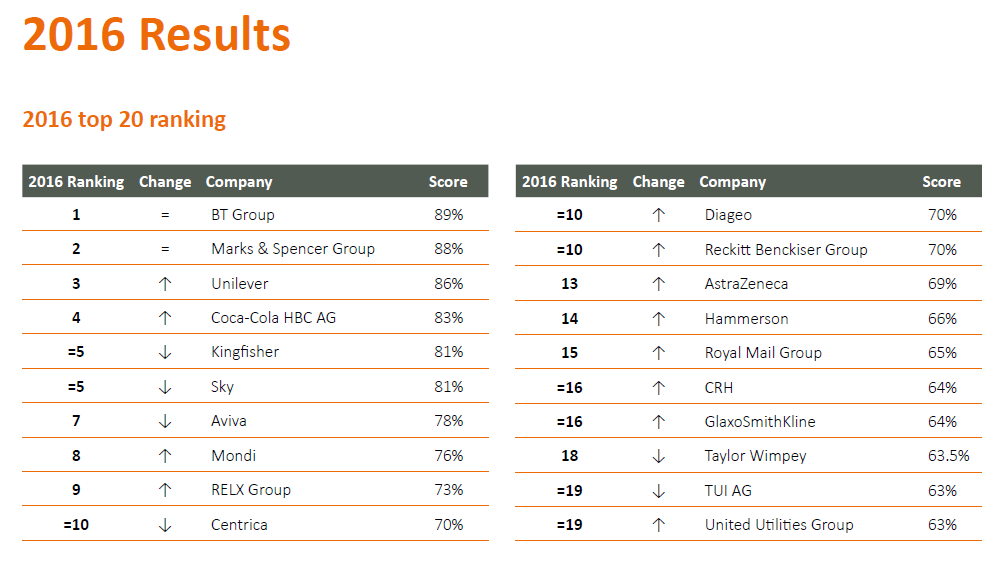 2016 Results
2016 top 20 ranking
2016 Ranking Change Company Score
1 = BT Group 89%
2 = Marks & Spencer Group 88%
3 ↑ Unilever 86%
4 ↑ Coca-Cola HBC AG 83%
=5 ↓ Kingfisher 81%
=5 ↓ Sky 81%
7 ↓ Aviva 78%
8 ↑ Mondi 76%
9 ↑ RELX Group 73%
=10 ↓ Centrica 70%
2016 Ranking Change Company Score
=10 ↑ Diageo 70%
=10 ↑ Reckitt Benckiser Group 70%
13 ↑ AstraZeneca 69%
14 ↑ Hammerson 66%
15 ↑ Royal Mail Group 65%
=16 ↑ CRH 64%
=16 ↑ GlaxoSmithKline 64%
18 ↓ Taylor Wimpey 63.5%
=19 ↓ TUI AG 63%
=19 ↑ United Utilities Group 63%